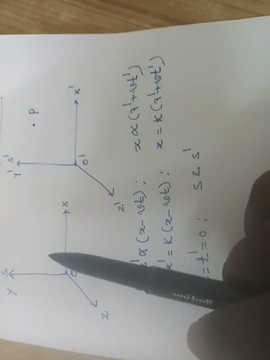 S
Y
X
Z
S'
Y'
O'
X'
Z'
P
x' ∝ (x - vt) ; x ∝ (x' + vt')
x' = k (x - vt) ; x = k (x' + vt')
= t' = 0 ; S & S'